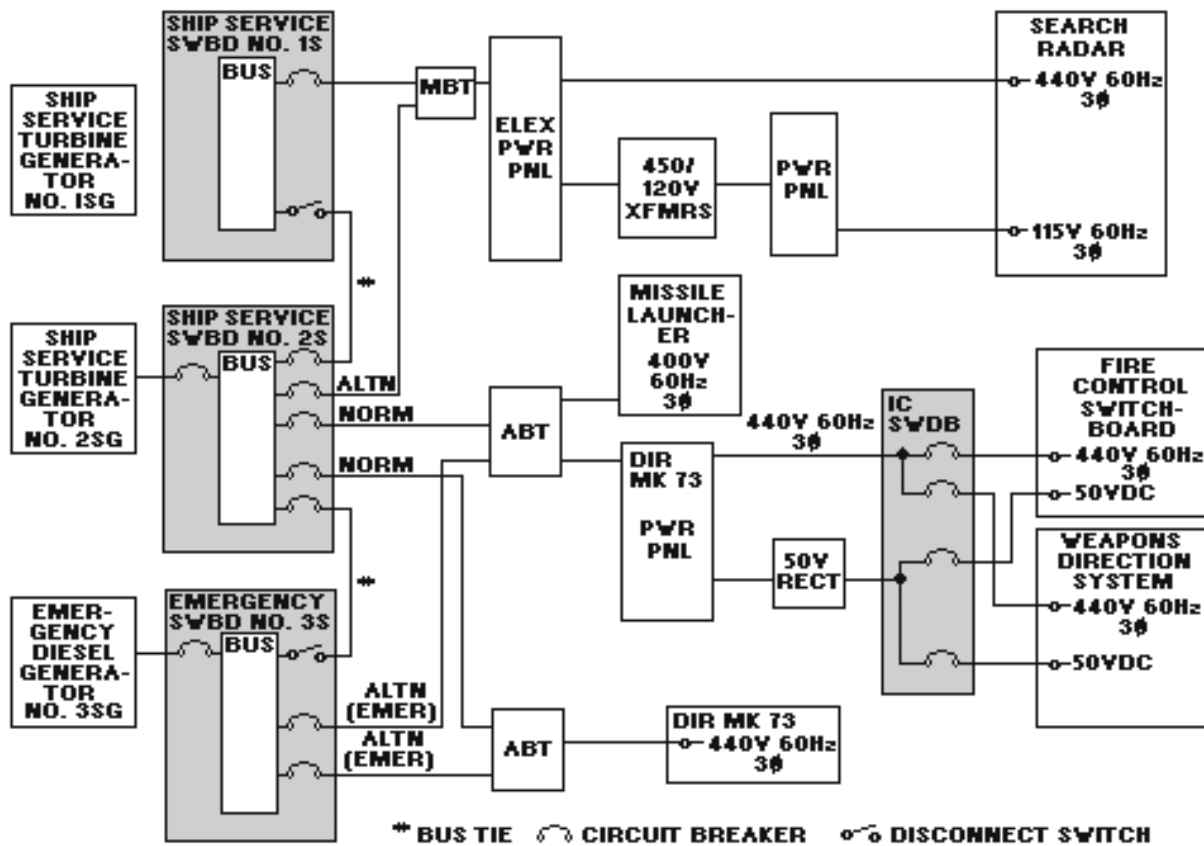 SHIP SERVICE
SWBD NO. 1S
BUS
SHIP
SERVICE
TURBINE
GENERA-
TOR
NO. ISG
MBT
ELEX
PWR
PNL
450/
120V
XFMRS
PWR
PNL
SEARCH
RADAR
440V 60Hz
3ϕ
115V 60Hz
3ϕ
SHIP SERVICE
SWBD NO. 2S
BUS
SHIP
SERVICE
TURBINE
GENERA-
TOR
NO. 2SG
ALTN
NORM
NORM
ABT
MISSILE
LAUNCH-
ER
400V
60Hz
3ϕ
DIR
MK 73
PWR
PNL
440V 60Hz
3ϕ
50V
RECT
IC
SWDB
FIRE
CONTROL
SWITCH-
BOARD
440V 60Hz
3ϕ
50VDC
WEAPONS
DIRECTION
SYSTEM
440V 60Hz
3ϕ
50VDC
EMERGENCY
SWBD NO. 3S
BUS
EMER-
GENCY
DIESEL
GENERA-
TOR
NO. 3SG
ALTN
(EMER)
ALTN
(EMER)
ABT
DIR MK 73
440V 60Hz
3ϕ
BUS TIE
CIRCUIT BREAKER
DISCONNECT SWITCH